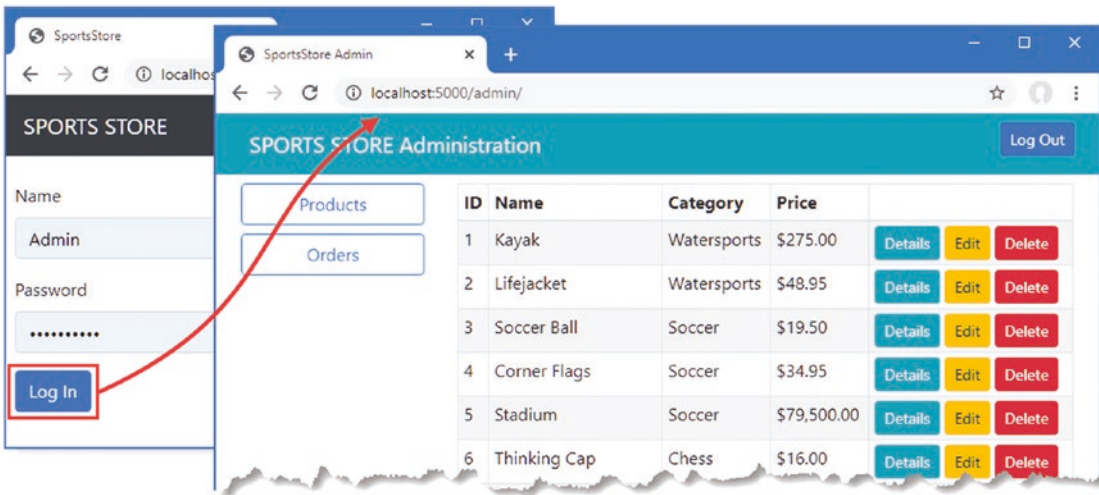 SportsStore
localhos
SPORTS STORE
Name
Admin
Password
••••••••••
Log In
SportsStore Admin
localhost:5000/admin/
SPORTS STORE Administration
Log Out
Products
Orders
ID Name Category Price
1 Kayak Watersports $275.00 Details Edit Delete
2 Lifejacket Watersports $48.95 Details Edit Delete
3 Soccer Ball Soccer $19.50 Details Edit Delete
4 Corner Flags Soccer $34.95 Details Edit Delete
5 Stadium Soccer $79,500.00 Details Edit Delete
6 Thinking Cap Chess $16.00 Details Edit Delete